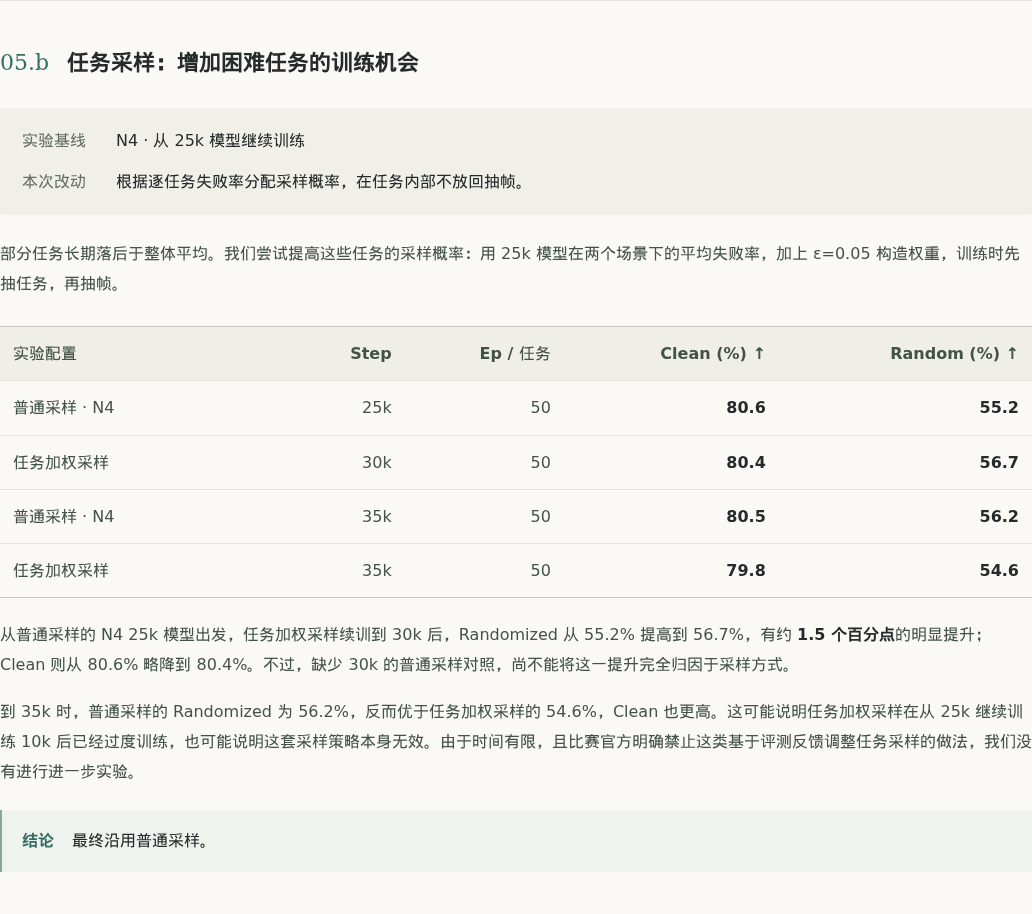 05.b 任务采样：增加困难任务的训练机会
实验基线 N4 · 从 25k 模型继续训练
本次改动 根据逐任务失败率分配采样概率，在任务内部不放回抽帧。
部分任务长期落后于整体平均。我们尝试提高这些任务的采样概率：用 25k 模型在两个场景下的平均失败率，加上 ε=0.05 构造权重，训练时先
抽任务，再抽帧。
实验配置 Step Ep / 任务 Clean (%) ↑ Random (%) ↑
普通采样 · N4 25k 50 80.6 55.2
任务加权采样 30k 50 80.4 56.7
普通采样 · N4 35k 50 80.5 56.2
任务加权采样 35k 50 79.8 54.6
从普通采样的 N4 25k 模型出发，任务加权采样续训到 30k 后，Randomized 从 55.2% 提高到 56.7%，有约 1.5 个百分点的明显提升；
Clean 则从 80.6% 略降到 80.4%。不过，缺少 30k 的普通采样对照，尚不能将这一提升完全归因于采样方式。
到 35k 时，普通采样的 Randomized 为 56.2%，反而优于任务加权采样的 54.6%，Clean 也更高。这可能说明任务加权采样在从 25k 继续训
练 10k 后已经过度训练，也可能说明这套采样策略本身无效。由于时间有限，且比赛官方明确禁止这类基于评测反馈调整任务采样的做法，我们没
有进行进一步实验。
结论 最终沿用普通采样。